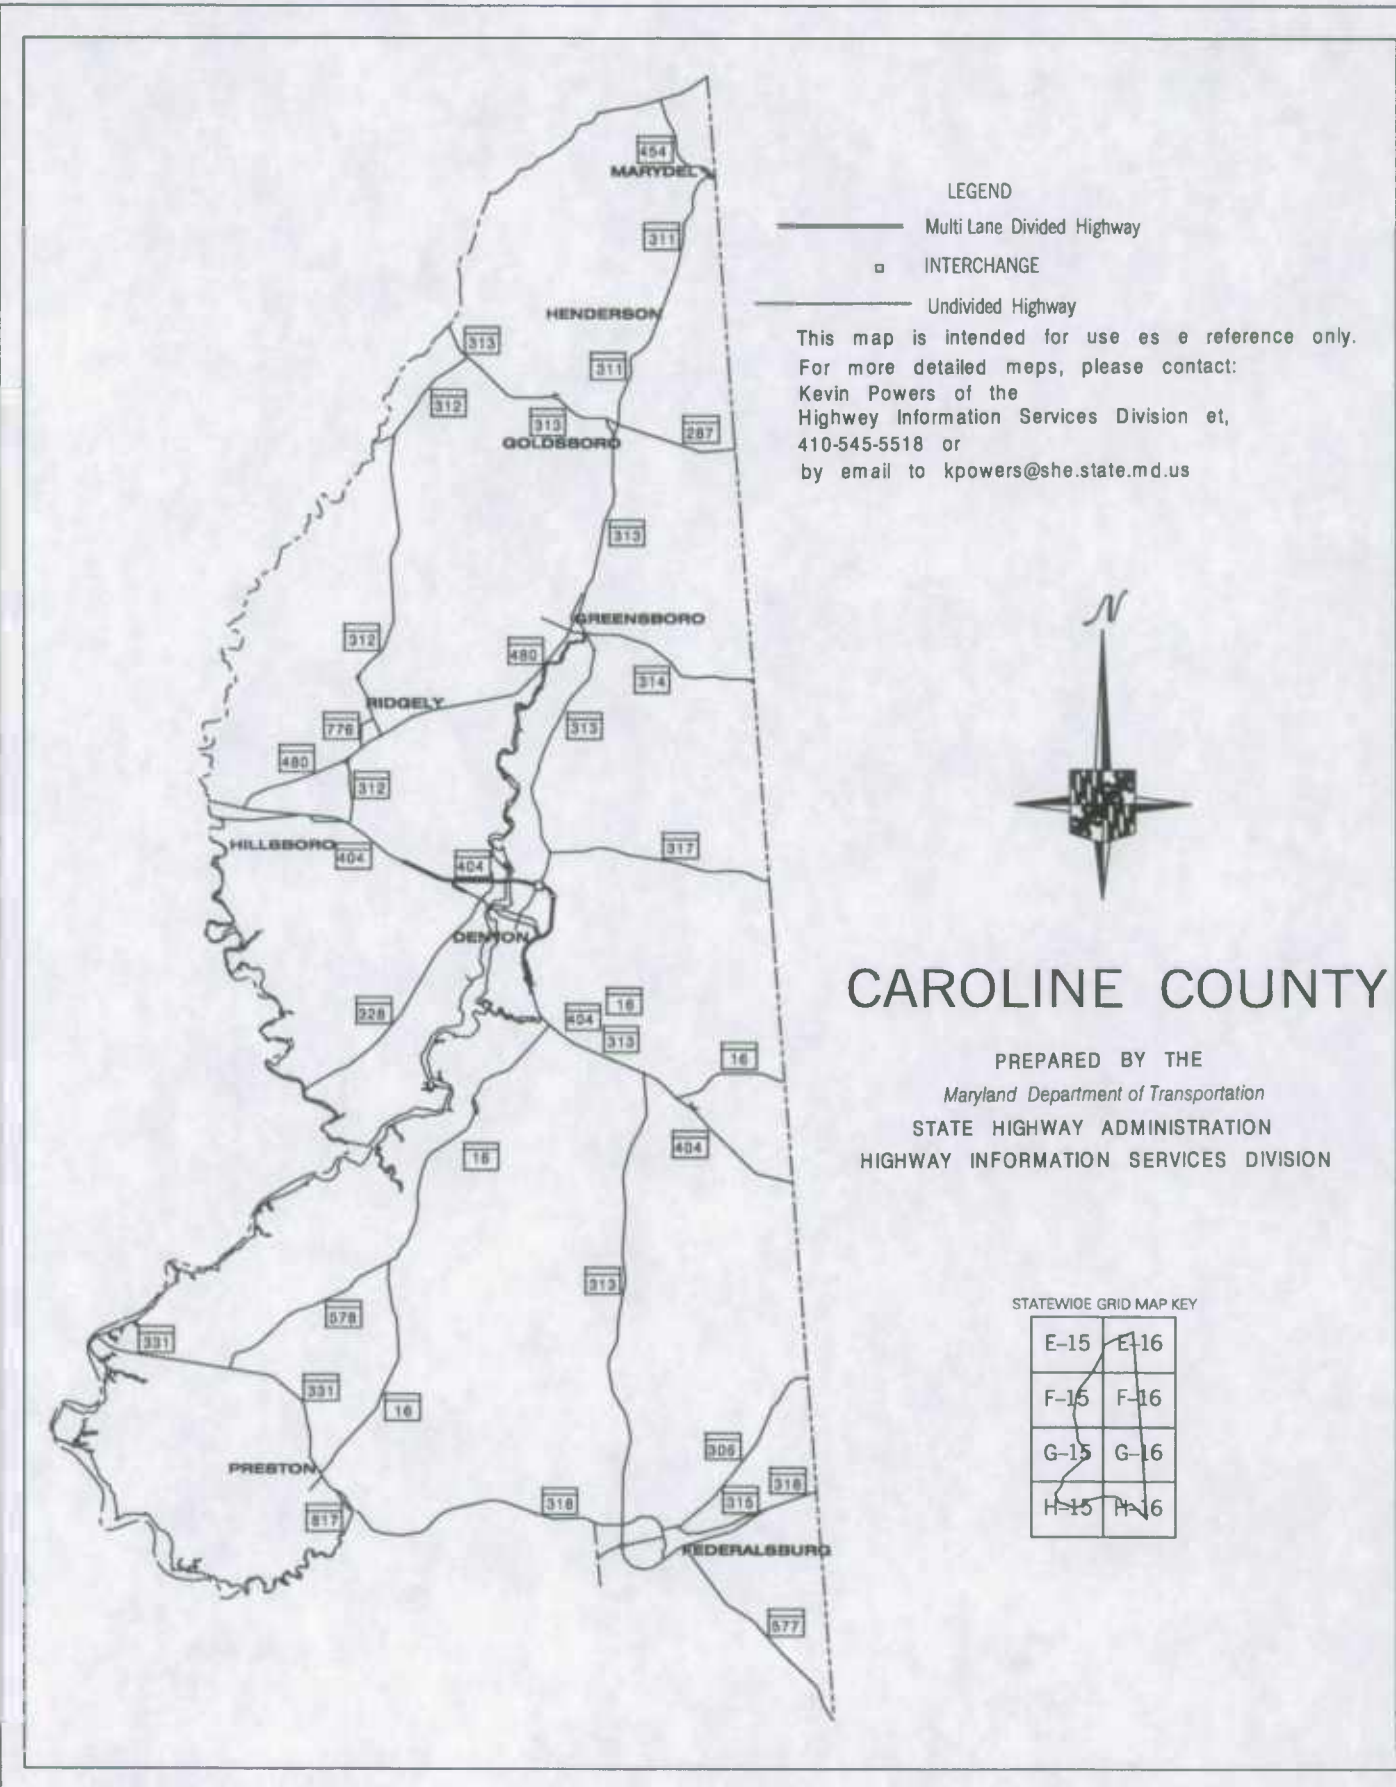 454
MARYDEL
311
HENDERSON
313
311
312
313
GOLDSBORO
287
313
GREENSBORO
312
480
314
RIDGELY
776
313
480
312
HILLSBORO
404
404
317
DENTON
328
16
404
313
16
16
404
313
578
331
331
16
PRESTON
305
316
315
318
817
FEDERALSBURG
577
LEGEND
Multi Lane Divided Highway
INTERCHANGE
Undivided Highway
This map is intended for use es e reference only.
For more detailed meps, please contact:
Kevin Powers of the
Highwey Information Services Division et,
410-545-5518 or
by email to kpowers@she.state.md.us
N
CAROLINE COUNTY
PREPARED BY THE
Maryland Department of Transportation
STATE HIGHWAY ADMINISTRATION
HIGHWAY INFORMATION SERVICES DIVISION
STATEWIDE GRID MAP KEY
E-15 E-16
F-15 F-16
G-15 G-16
H-15 H-16